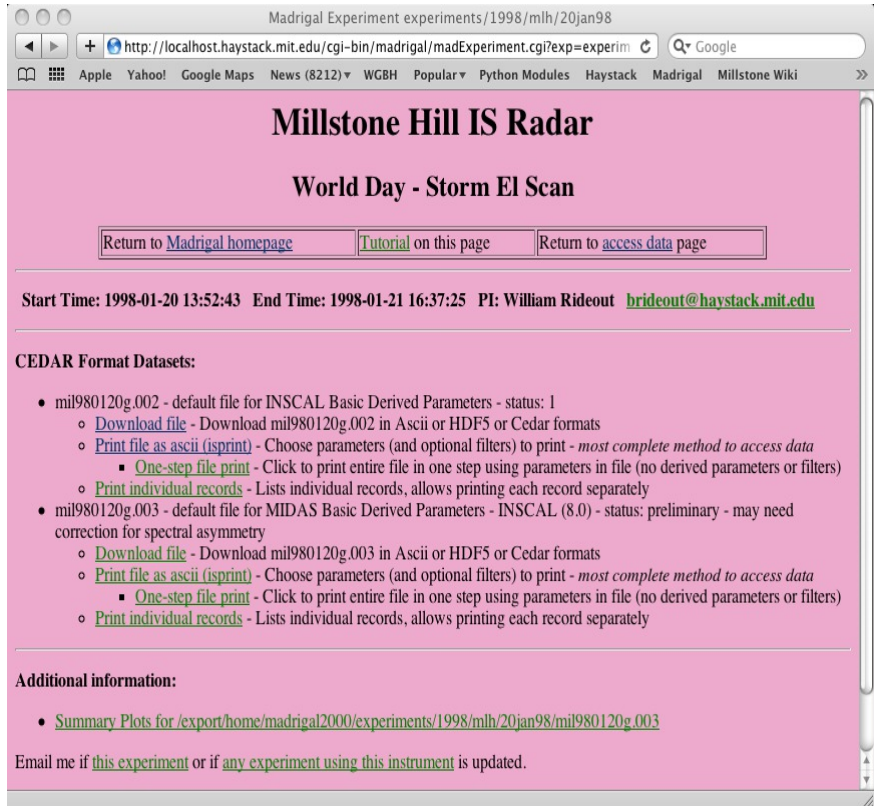 Madrigal Experiment experiments/1998/mlh/20jan98
http://localhost.haystack.mit.edu/cgi-bin/madrigal/madExperiment.cgi?exp=experim
Google
Apple Yahoo! Google Maps News (8212) WGBH Popular Python Modules Haystack Madrigal Millstone Wiki
Millstone Hill IS Radar
World Day - Storm El Scan
Return to Madrigal homepage Tutorial on this page Return to access data page
Start Time: 1998-01-20 13:52:43 End Time: 1998-01-21 16:37:25 PI: William Rideout brideout@haystack.mit.edu
CEDAR Format Datasets:
mil980120g.002 - default file for INSCAL Basic Derived Parameters - status: 1
Download file - Download mil980120g.002 in Ascii or HDF5 or Cedar formats
Print file as ascii (isprint) - Choose parameters (and optional filters) to print - most complete method to access data
One-step file print - Click to print entire file in one step using parameters in file (no derived parameters or filters)
Print individual records - Lists individual records, allows printing each record separately
mil980120g.003 - default file for MIDAS Basic Derived Parameters - INSCAL (8.0) - status: preliminary - may need
correction for spectral asymmetry
Download file - Download mil980120g.003 in Ascii or HDF5 or Cedar formats
Print file as ascii (isprint) - Choose parameters (and optional filters) to print - most complete method to access data
One-step file print - Click to print entire file in one step using parameters in file (no derived parameters or filters)
Print individual records - Lists individual records, allows printing each record separately
Additional information:
Summary Plots for /export/home/madrigal2000/experiments/1998/mlh/20jan98/mil980120g.003
Email me if this experiment or if any experiment using this instrument is updated.